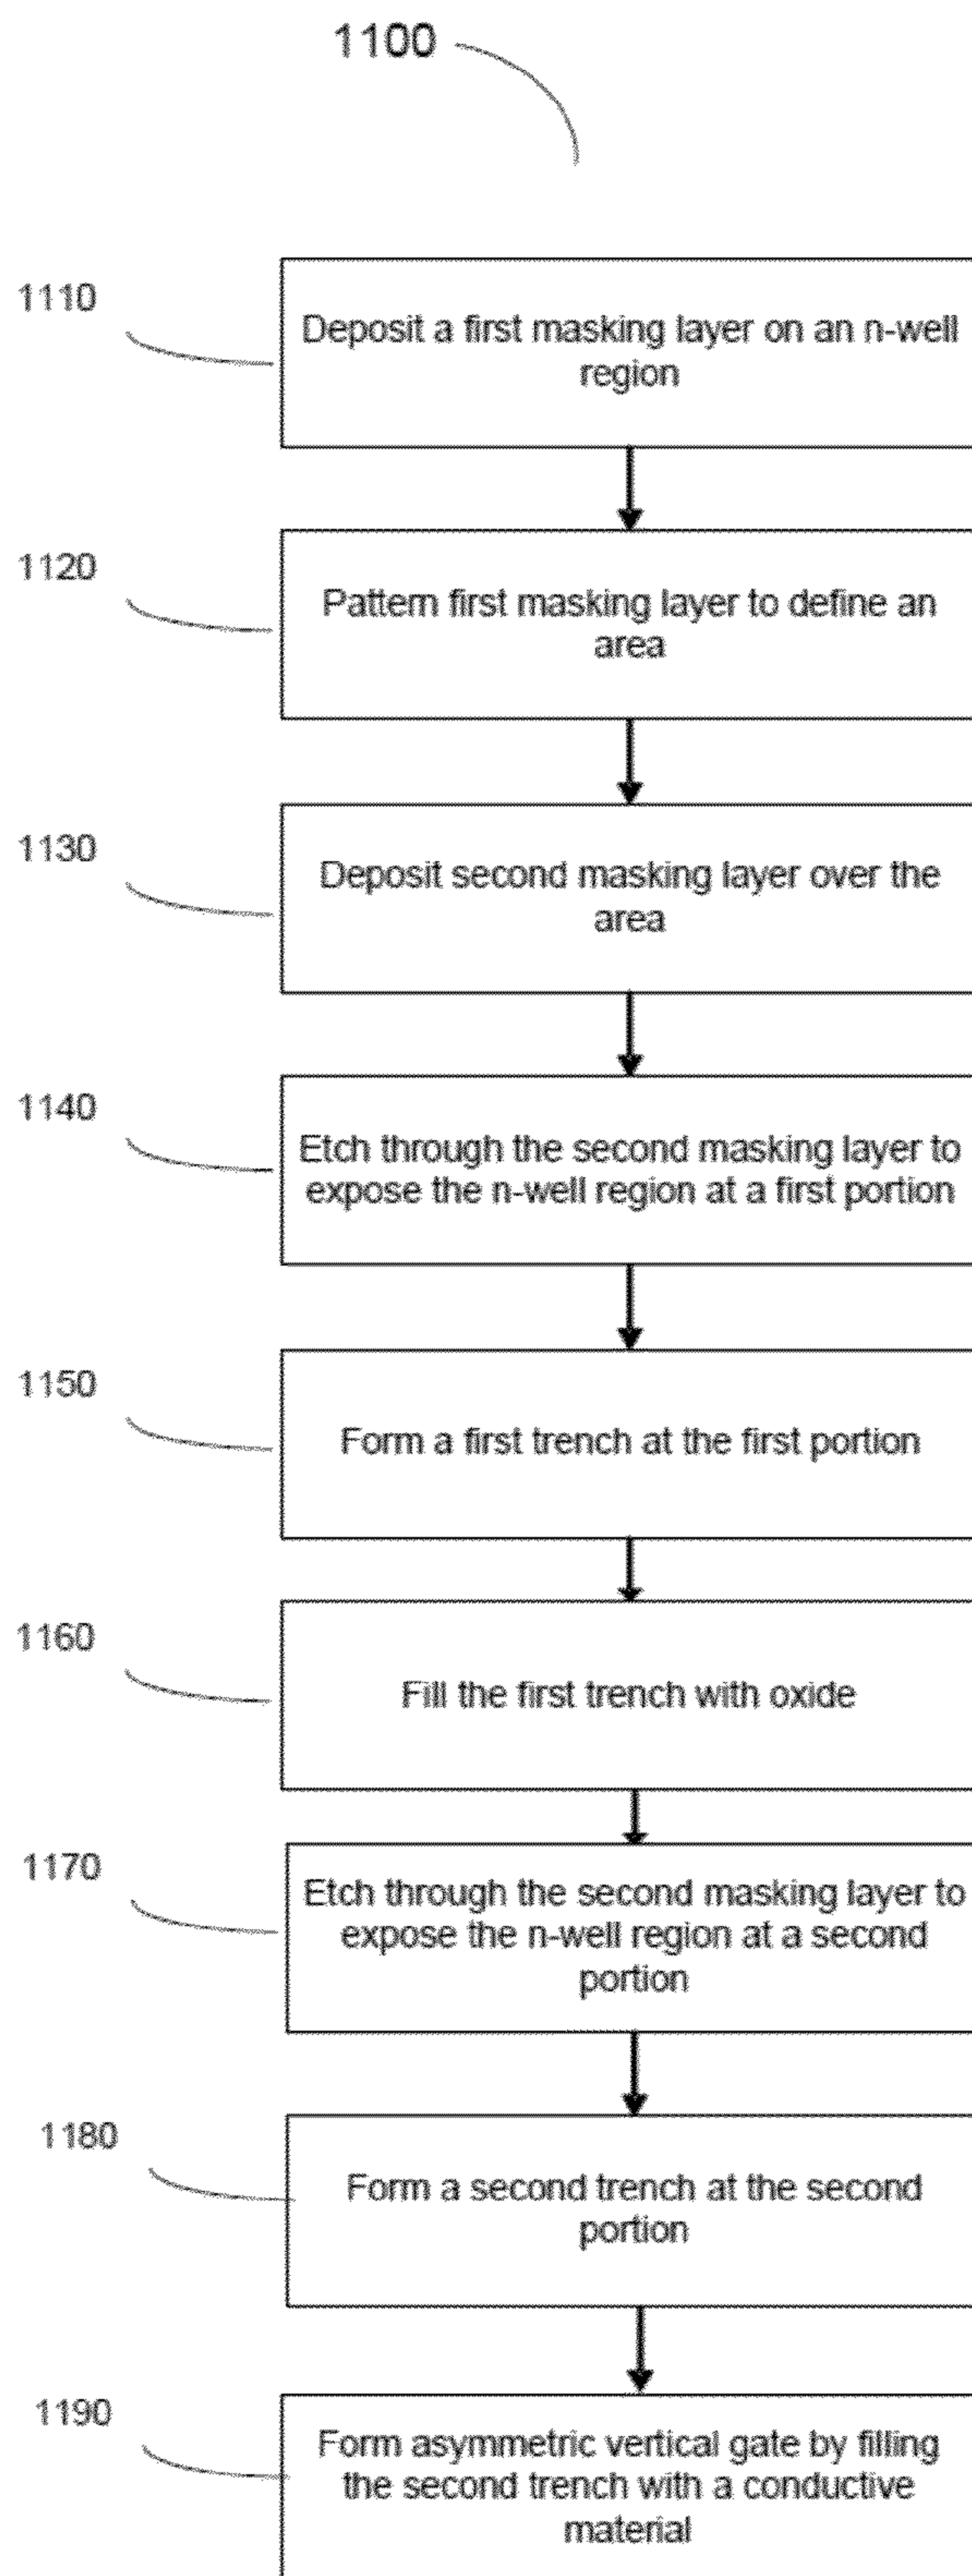 1100
1110
Deposit a first masking layer on an n-well
region
1120
Pattern first masking layer to define an
area
1130
Deposit second masking layer over the
area
1140
Etch through the second masking layer to
expose the n-well region at a first portion
1150
Form a first trench at the first portion
1160
Fill the first trench with oxide
1170
Etch through the second masking layer to
expose the n-well region at a second
portion
1180
Form a second trench at the second
portion
1190
Form asymmetric vertical gate by filling
the second trench with a conductive
material